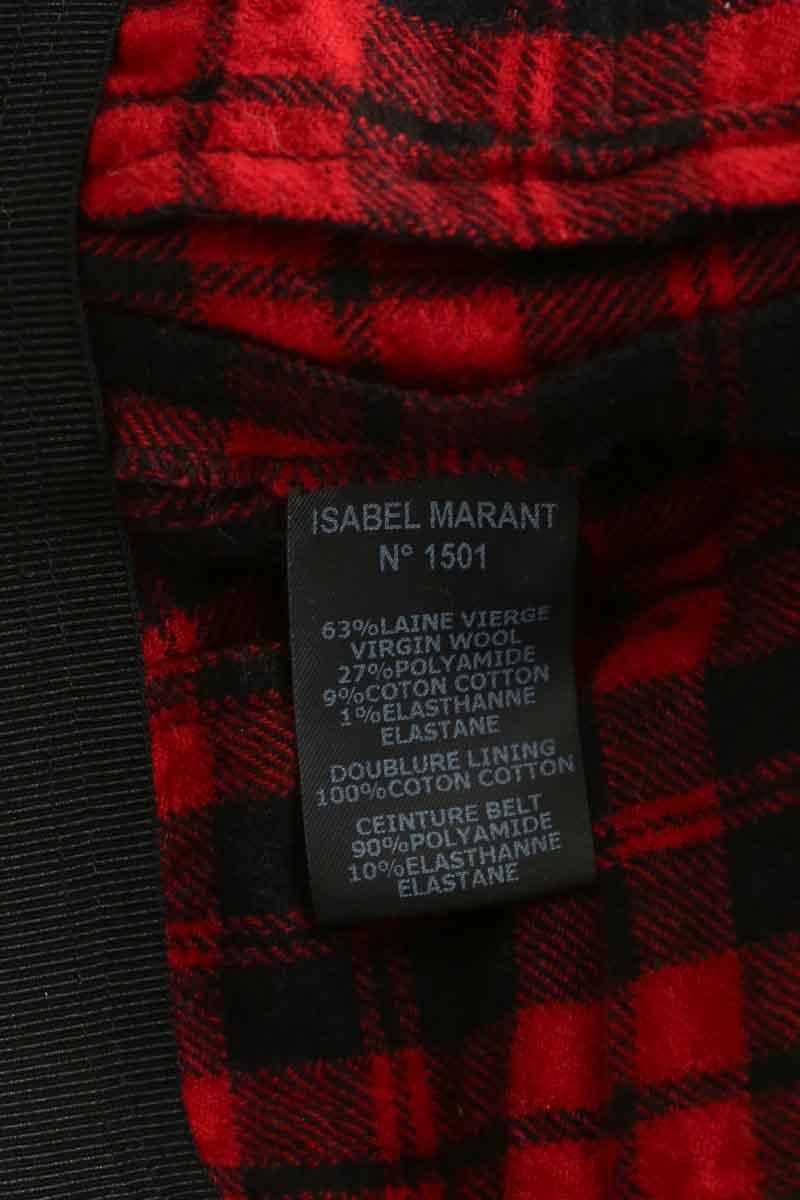 ISABEL MARANT
N° 1501
63%LAINE VIERGE
VIRGIN WOOL
27%POLYAMIDE
9%COTON COTTON
1%ELASTHANNE
ELASTANE
DOUBLURE LINING
100%COTON COTTON
CEINTURE BELT
90%POLYAMIDE
10%ELASTHANNE
ELASTANE